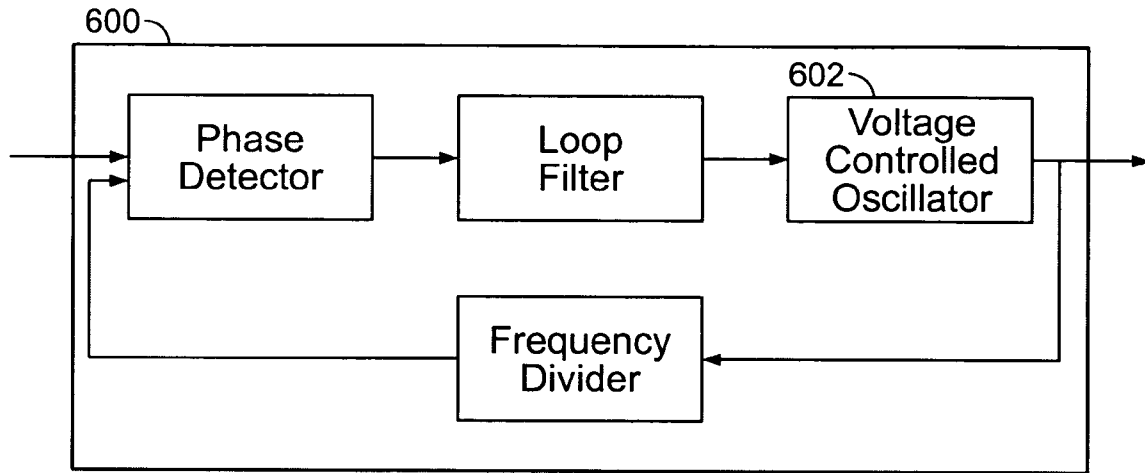 600
602
Phase
Detector
Loop
Filter
Voltage
Controlled
Oscillator
Frequency
Divider